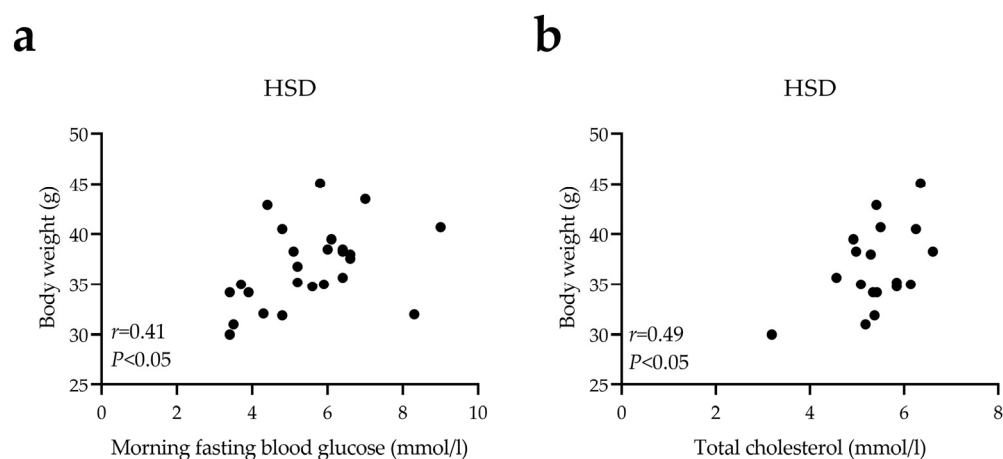 a
HSD
50
45
40
35
30
25
Body weight (g)
r=0.41
P<0.05
0 2 4 6 8 10
Morning fasting blood glucose (mmol/l)
b
HSD
50
45
40
35
30
25
Body weight (g)
r=0.49
P<0.05
0 2 4 6 8
Total cholesterol (mmol/l)